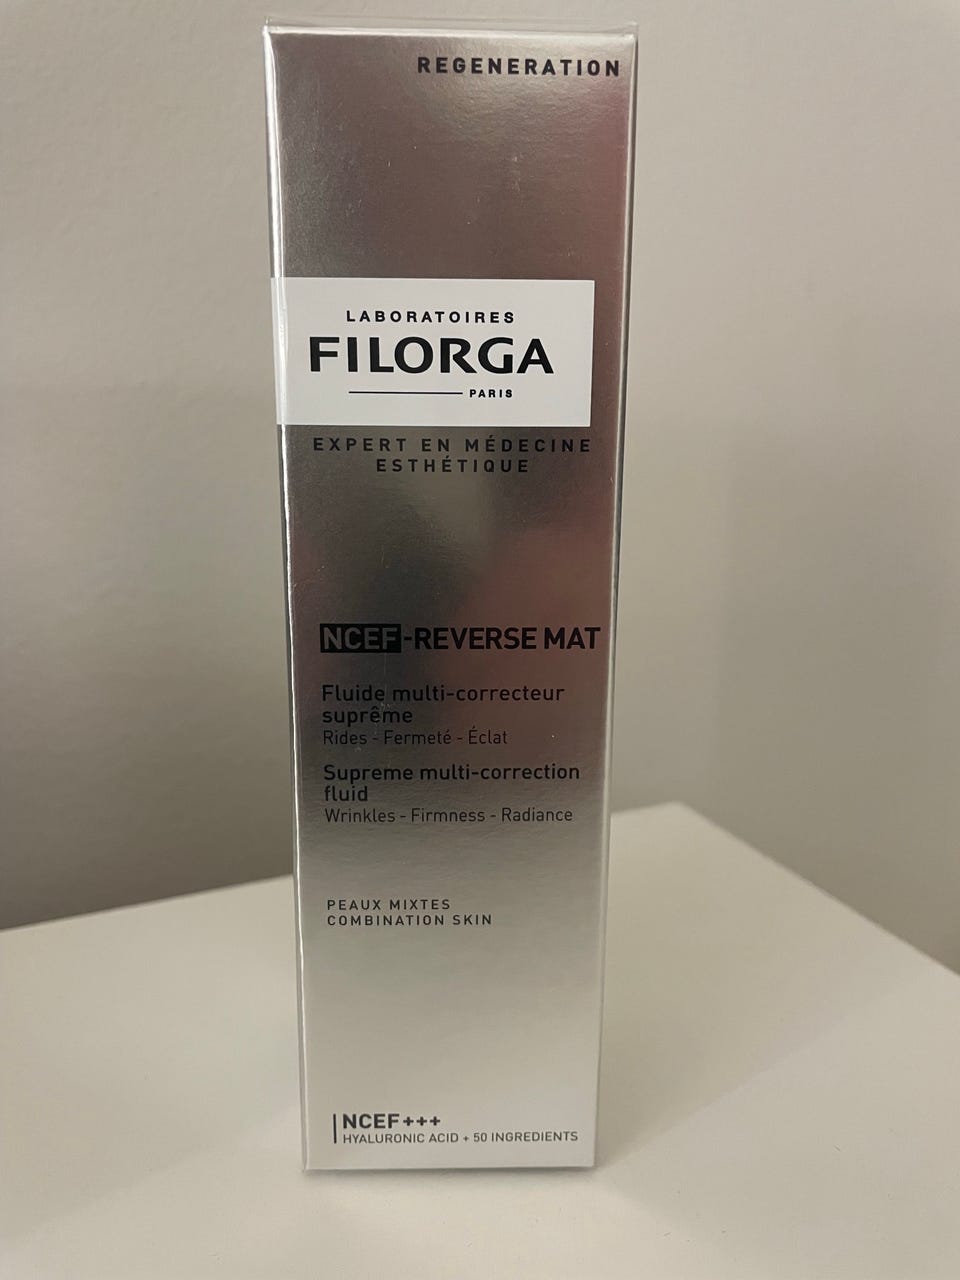 REGENERATION
LABORATOIRES
FILORGA
PARIS
EXPERT EN MÉDECINE
ESTHÉTIQUE
NCEF-REVERSE MAT
Fluide multi-correcteur
suprême
Rides - Fermeté - Éclat
Supreme multi-correction
fluid
Wrinkles - Firmness - Radiance
PEAUX MIXTES
COMBINATION SKIN
NCEF+++
HYALURONIC ACID + 50 INGREDIENTS